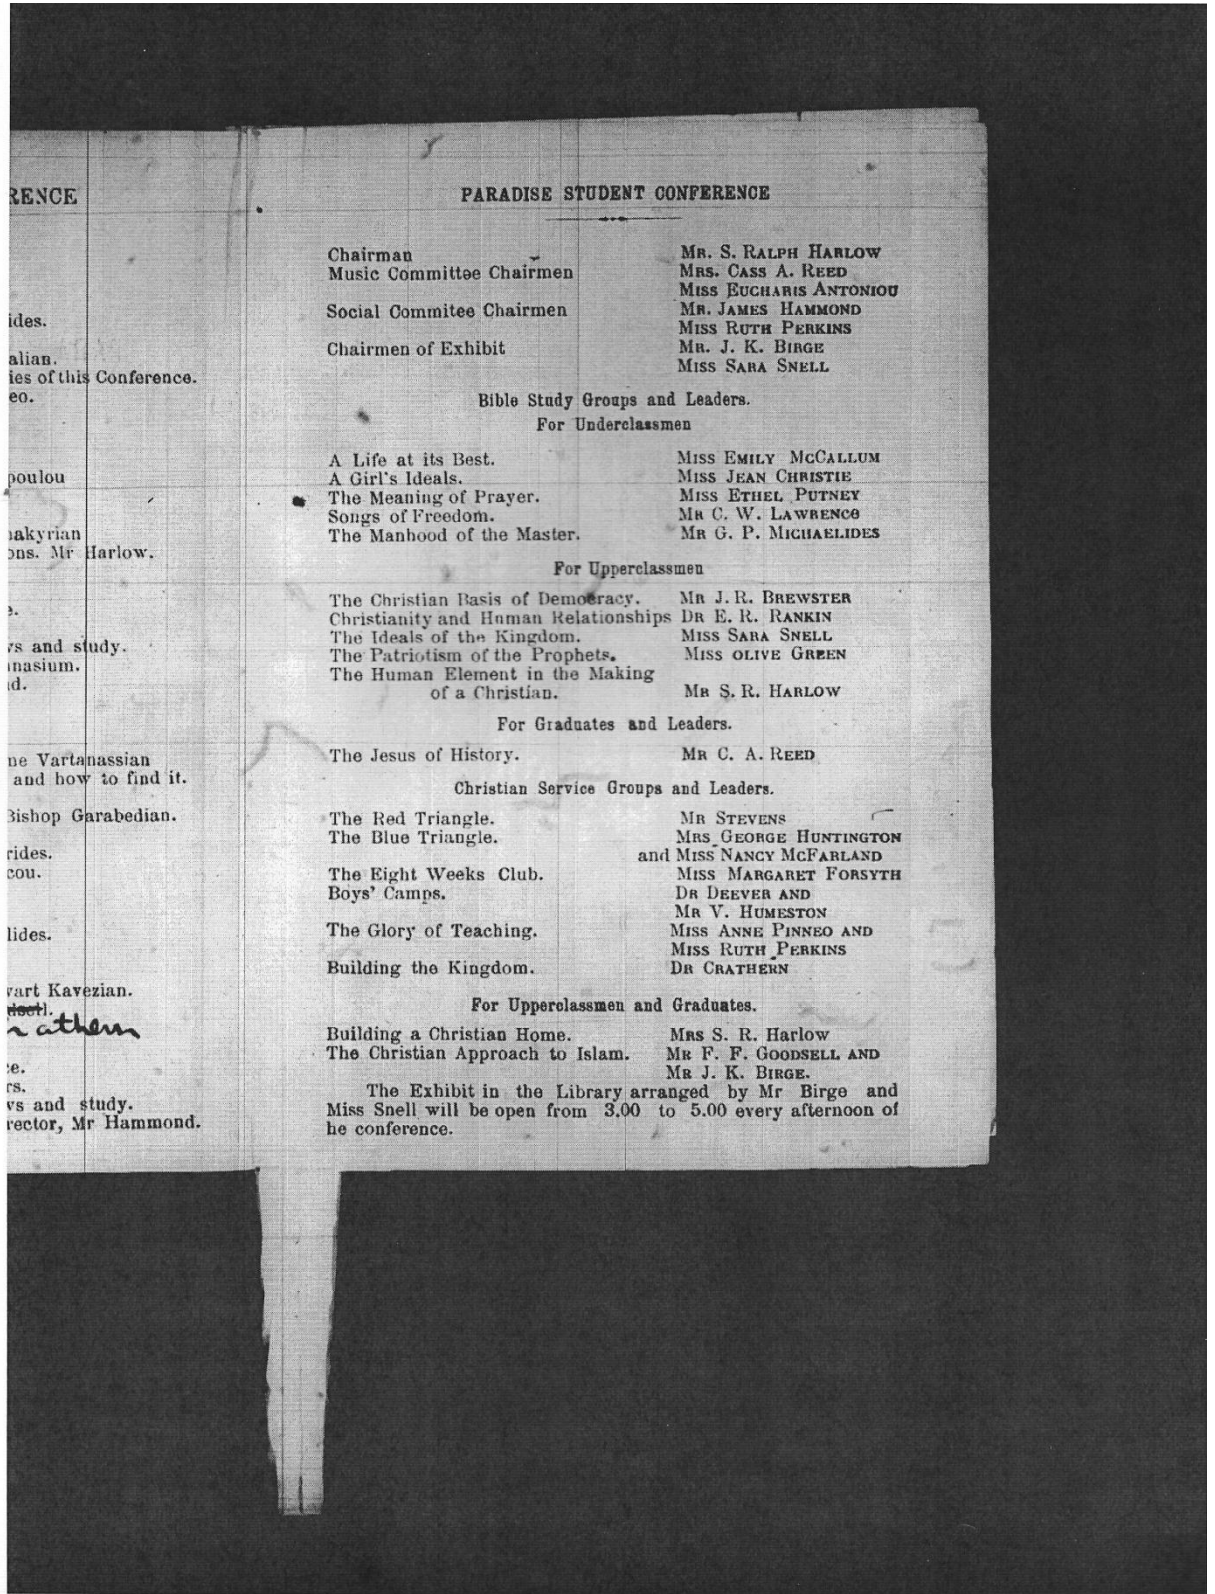 RENCE
ides.
alian.
ies of this Conference.
eo.
poulou
akyrian
ons. Mr Harlow.
e.
ys and study.
nasium.
d.
ne Vartanassian
and how to find it.
Bishop Garabedian.
rides.
cou.
lides.
vart Kavezian.
athern
e.
rs.
ys and study.
rector, Mr Hammond.
PARADISE STUDENT CONFERENCE
Chairman MR. S. RALPH HARLOW
Music Committee Chairmen MRS. CASS A. REED
MISS EUCHARIS ANTONIOU
Social Commitee Chairmen MR. JAMES HAMMOND
MISS RUTH PERKINS
Chairmen of Exhibit MR. J. K. BIRGE
MISS SARA SNELL
Bible Study Groups and Leaders.
For Underclassmen
A Life at its Best. MISS EMILY MCCALLUM
A Girl's Ideals. MISS JEAN CHRISTIE
The Meaning of Prayer. MISS ETHEL PUTNEY
Songs of Freedom. MR C. W. LAWRENCE
The Manhood of the Master. MR G. P. MICHAELIDES
For Upperclassmen
The Christian Basis of Democracy. MR J. R. BREWSTER
Christianity and Human Relationships DR E. R. RANKIN
The Ideals of the Kingdom. MISS SARA SNELL
The Patriotism of the Prophets. MISS OLIVE GREEN
The Human Element in the Making
of a Christian. MR S. R. HARLOW
For Graduates and Leaders.
The Jesus of History. MR C. A. REED
Christian Service Groups and Leaders.
The Red Triangle. MR STEVENS
The Blue Triangle. MRS GEORGE HUNTINGTON
and MISS NANCY MCFARLAND
The Eight Weeks Club. MISS MARGARET FORSYTH
Boys' Camps. DR DEEVER AND
MR V. HUMESTON
The Glory of Teaching. MISS ANNE PINNEO AND
MISS RUTH PERKINS
Building the Kingdom. DR CRATHERN
For Upperclassmen and Graduates.
Building a Christian Home. MRS S. R. Harlow
The Christian Approach to Islam. MR F. F. GOODSELL AND
MR J. K. BIRGE.
The Exhibit in the Library arranged by Mr Birge and
Miss Snell will be open from 3.00 to 5.00 every afternoon of
he conference.